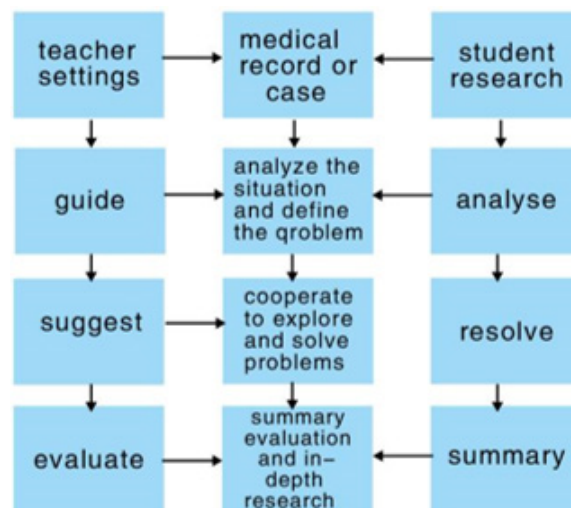 teacher
settings
medical
record or
case
student
research
guide
analyze the
situation
and define
the qroblem
analyse
suggest
cooperate
to explore
and solve
problems
resolve
evaluate
summary
evaluation
and in-
depth
research
summary